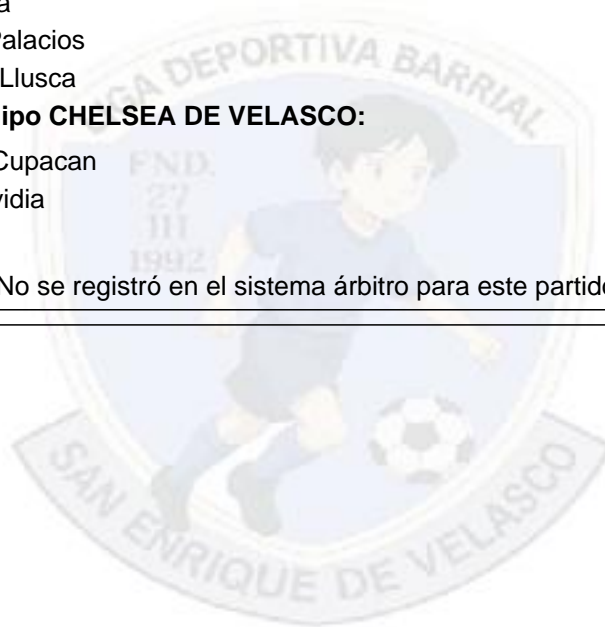 a
Palacios
Llusca
ipo CHELSEA DE VELASCO:
Cupacan
vidia
No se registró en el sistema árbitro para este partido
LIGA DEPORTIVA BARRIAL
FND.
27
III
1992
SAN ENRIQUE DE VELASCO